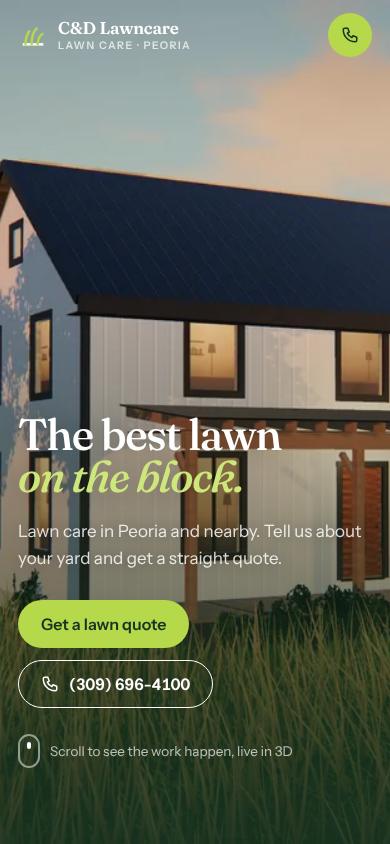 C&D Lawncare
LAWN CARE · PEORIA
The best lawn
on the block.
Lawn care in Peoria and nearby. Tell us about
your yard and get a straight quote.
Get a lawn quote
(309) 696-4100
Scroll to see the work happen, live in 3D